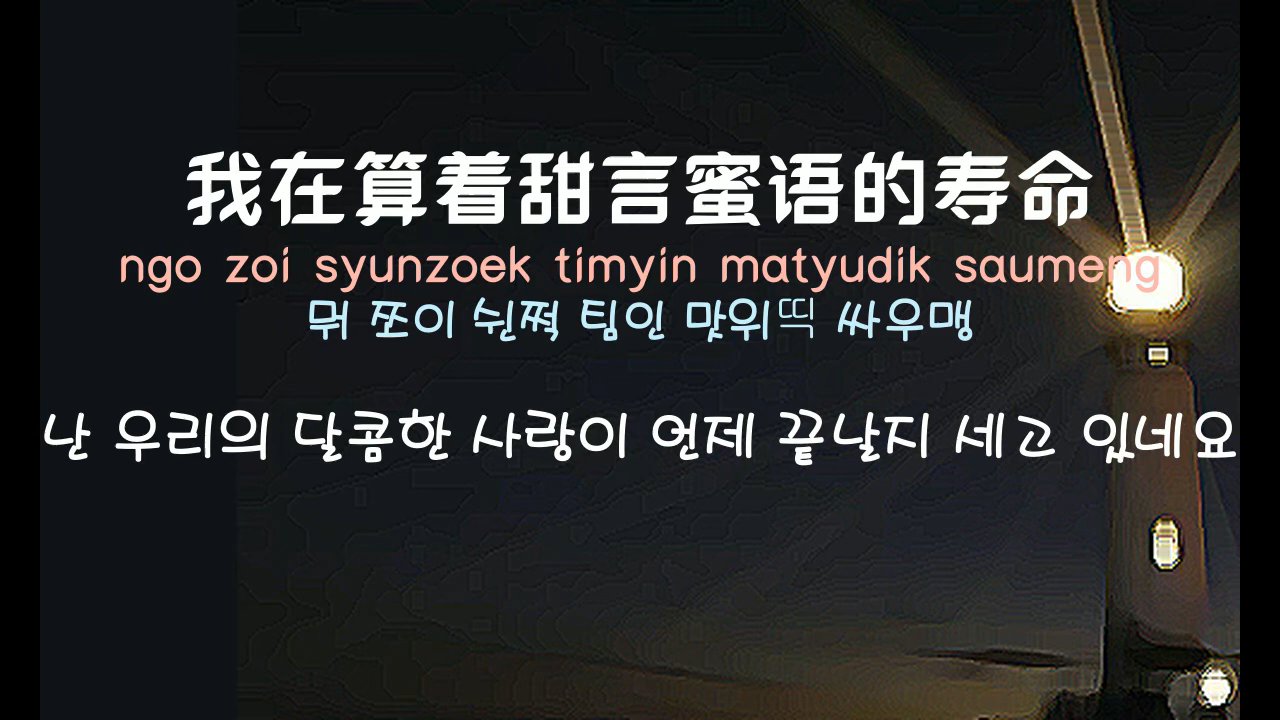 我在算着甜言蜜语的寿命
ngo zoi syunzoek timyin matyudik saumeng
뭐 쪼이 쉰쩍 팀인 맛위띡 싸우맹
난 우리의 달콤한 사랑이 언제 끝날지 세고 있네요